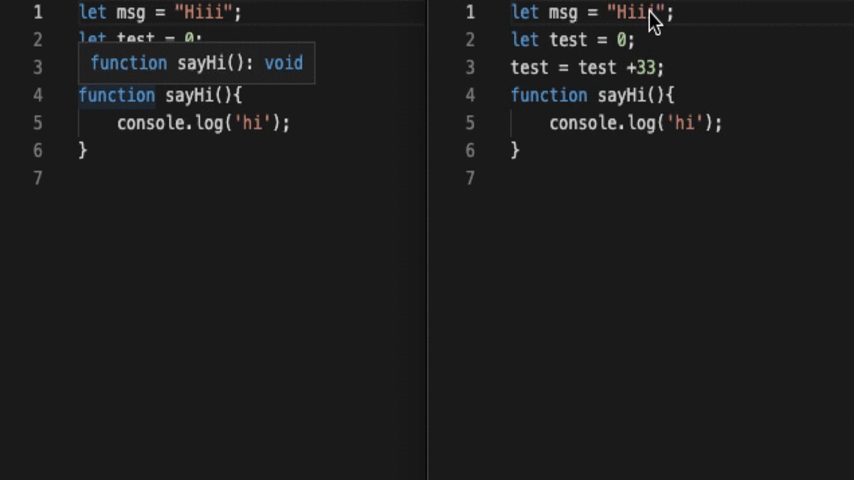 1 let msg = "Hiii";
2 let test = 0;
function sayHi(): void
3
4 function sayHi(){
5 console.log('hi');
6 }
7
1 let msg = "Hiii";
2 let test = 0;
3 test = test +33;
4 function sayHi(){
5 console.log('hi');
6 }
7